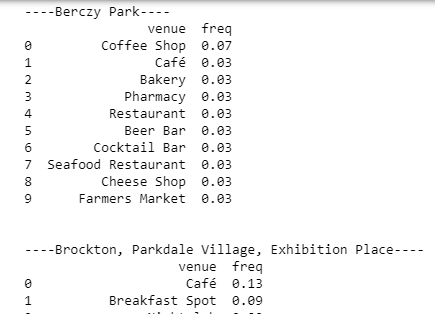 ----Berczy Park----
venue freq
0 Coffee Shop 0.07
1 Café 0.03
2 Bakery 0.03
3 Pharmacy 0.03
4 Restaurant 0.03
5 Beer Bar 0.03
6 Cocktail Bar 0.03
7 Seafood Restaurant 0.03
8 Cheese Shop 0.03
9 Farmers Market 0.03
----Brockton, Parkdale Village, Exhibition Place----
venue freq
0 Café 0.13
1 Breakfast Spot 0.09